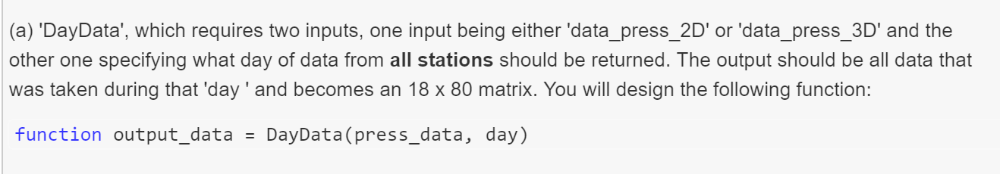 (a) 'DayData', which requires two inputs, one input being either 'data_press_2D' or 'data_press_3D' and the
other one specifying what day of data from all stations should be returned. The output should be all data that
was taken during that 'day ' and becomes an 18 x 80 matrix. You will design the following function:
function output_data = DayData(press_data, day)